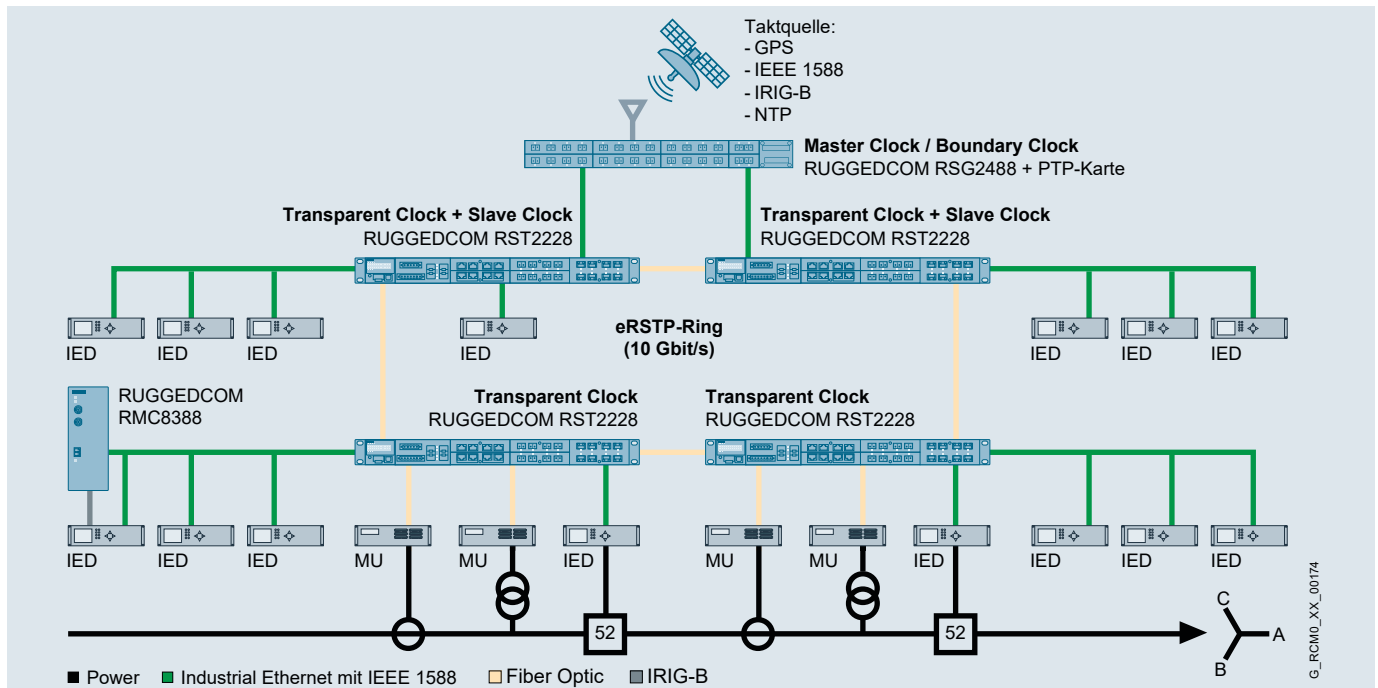 Taktquelle:
- GPS
- IEEE 1588
- IRIG-B
- NTP
Master Clock / Boundary Clock
RUGGEDCOM RSG2488 + PTP-Karte
Transparent Clock + Slave Clock
RUGGEDCOM RST2228
Transparent Clock + Slave Clock
RUGGEDCOM RST2228
IED
IED
IED
IED
eRSTP-Ring
(10 Gbit/s)
IED
IED
IED
RUGGEDCOM
RMC8388
Transparent Clock
RUGGEDCOM RST2228
Transparent Clock
RUGGEDCOM RST2228
IED
IED
IED
MU
MU
IED
MU
MU
IED
IED
IED
IED
52
52
C
A
B
G_RCM0_XX_00174
Power
Industrial Ethernet mit IEEE 1588
Fiber Optic
IRIG-B